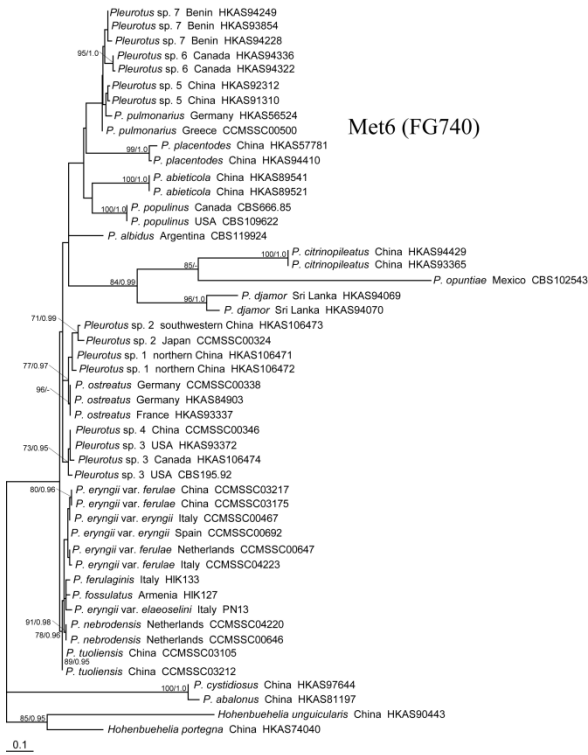 Pleurotus sp. 7 Benin HKAS94249
Pleurotus sp. 7 Benin HKAS93854
Pleurotus sp. 7 Benin HKAS94228
95/1.0
Pleurotus sp. 6 Canada HKAS94336
Pleurotus sp. 6 Canada HKAS94322
Pleurotus sp. 5 China HKAS92312
Pleurotus sp. 5 China HKAS91310
P. pulmonarius Germany HKAS56524
P. pulmonarius Greece CCMSSC00500
Met6 (FG740)
99/1.0
P. placentodes China HKAS57781
P. placentodes China HKAS94410
100/1.0
P. abieticola China HKAS89541
P. abieticola China HKAS89521
100/1.0
P. populinus Canada CBS666.85
P. populinus USA CBS109622
P. albidus Argentina CBS119924
100/1.0
P. citrinopileatus China HKAS94429
P. citrinopileatus China HKAS93365
85/-
P. opuntiae Mexico CBS102543
84/0.99
96/1.0
P. djamor Sri Lanka HKAS94069
P. djamor Sri Lanka HKAS94070
71/0.99
Pleurotus sp. 2 southwestern China HKAS106473
Pleurotus sp. 2 Japan CCMSSC00324
Pleurotus sp. 1 northern China HKAS106471
77/0.97
Pleurotus sp. 1 northern China HKAS106472
P. ostreatus Germany CCMSSC00338
96/-
P. ostreatus Germany HKAS84903
P. ostreatus France HKAS93337
Pleurotus sp. 4 China CCMSSC00346
Pleurotus sp. 3 USA HKAS93372
73/0.95
Pleurotus sp. 3 Canada HKAS106474
Pleurotus sp. 3 USA CBS195.92
80/0.96
P. eryngii var. ferulae China CCMSSC03217
P. eryngii var. ferulae China CCMSSC03175
P. eryngii var. eryngii Italy CCMSSC00467
P. eryngii var. eryngii Spain CCMSSC00692
P. eryngii var. ferulae Netherlands CCMSSC00647
P. eryngii var. ferulae Italy CCMSSC04223
P. ferulaginis Italy HIK133
P. fossulatus Armenia HIK127
P. eryngii var. elaeoselini Italy PN13
91/0.98
P. nebrodensis Netherlands CCMSSC04220
78/0.96
P. nebrodensis Netherlands CCMSSC00646
P. tuoliensis China CCMSSC03105
89/0.95
P. tuoliensis China CCMSSC03212
100/1.0
P. cystidiosus China HKAS97644
P. abalonus China HKAS81197
85/0.95
Hohenbuehelia unguicularis China HKAS90443
Hohenbuehelia portegna China HKAS74040
0.1